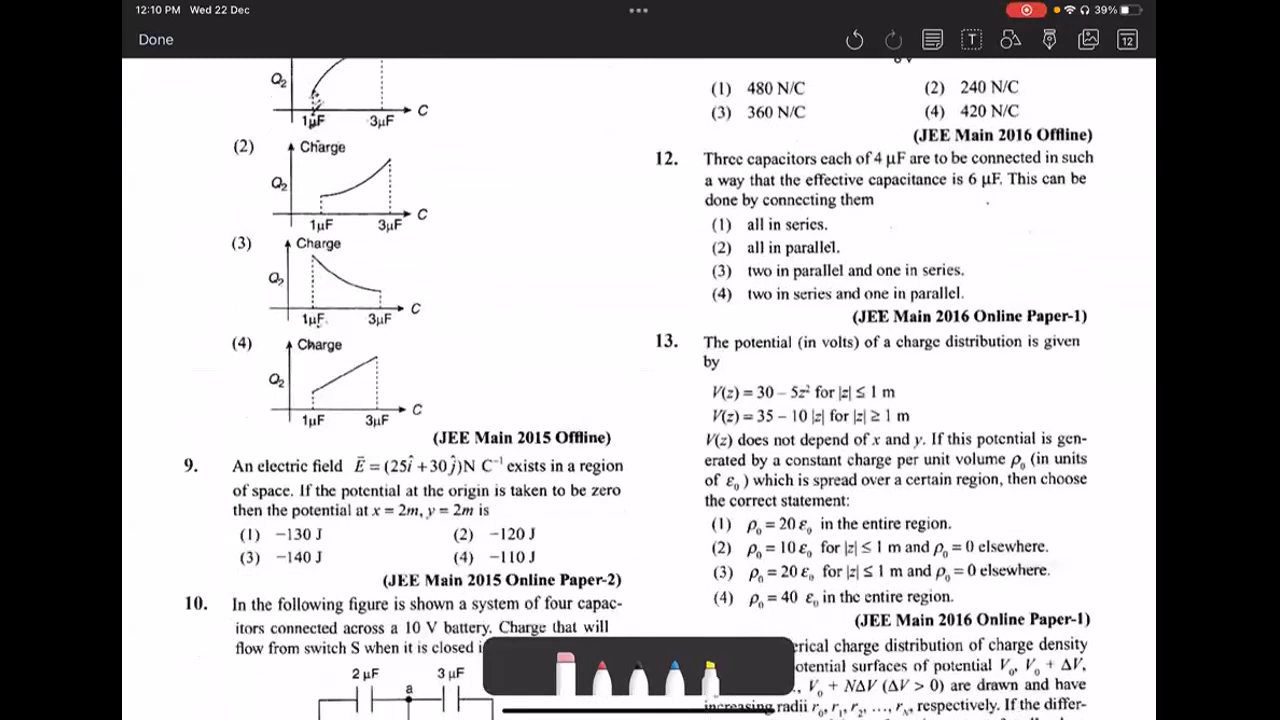 12:10 PM Wed 22 Dec
39%
Done
T
12
Q₂
1μF 3μF C
(2) Charge
Q₂
1μF 3μF C
(3) Charge
Q₂
1μF 3μF C
(4) Charge
Q₂
1μF 3μF C
(JEE Main 2015 Offline)
9. An electric field E⃗ = (25î + 30ĵ)N C⁻¹ exists in a region
of space. If the potential at the origin is taken to be zero
then the potential at x = 2m, y = 2m is
(1) −130 J (2) −120 J
(3) −140 J (4) −110 J
(JEE Main 2015 Online Paper-2)
10. In the following figure is shown a system of four capac-
itors connected across a 10 V battery. Charge that will
flow from switch S when it is closed
2 μF 3 μF
a
(1) 480 N/C (2) 240 N/C
(3) 360 N/C (4) 420 N/C
(JEE Main 2016 Offline)
12. Three capacitors each of 4 μF are to be connected in such
a way that the effective capacitance is 6 μF. This can be
done by connecting them
(1) all in series.
(2) all in parallel.
(3) two in parallel and one in series.
(4) two in series and one in parallel.
(JEE Main 2016 Online Paper-1)
13. The potential (in volts) of a charge distribution is given
by
V(z) = 30 − 5z² for |z| ≤ 1 m
V(z) = 35 − 10 |z| for |z| ≥ 1 m
V(z) does not depend of x and y. If this potential is gen-
erated by a constant charge per unit volume ρ₀ (in units
of ε₀) which is spread over a certain region, then choose
the correct statement:
(1) ρ₀ = 20 ε₀ in the entire region.
(2) ρ₀ = 10 ε₀ for |z| ≤ 1 m and ρ₀ = 0 elsewhere.
(3) ρ₀ = 20 ε₀ for |z| ≤ 1 m and ρ₀ = 0 elsewhere.
(4) ρ₀ = 40 ε₀ in the entire region.
(JEE Main 2016 Online Paper-1)
erical charge distribution of charge density
otential surfaces of potential V₀, V₀ + ΔV,
V₀ + NΔV (ΔV > 0) are drawn and have
increasing radii r₀, r₁, r₂, ..., r_N, respectively. If the differ-